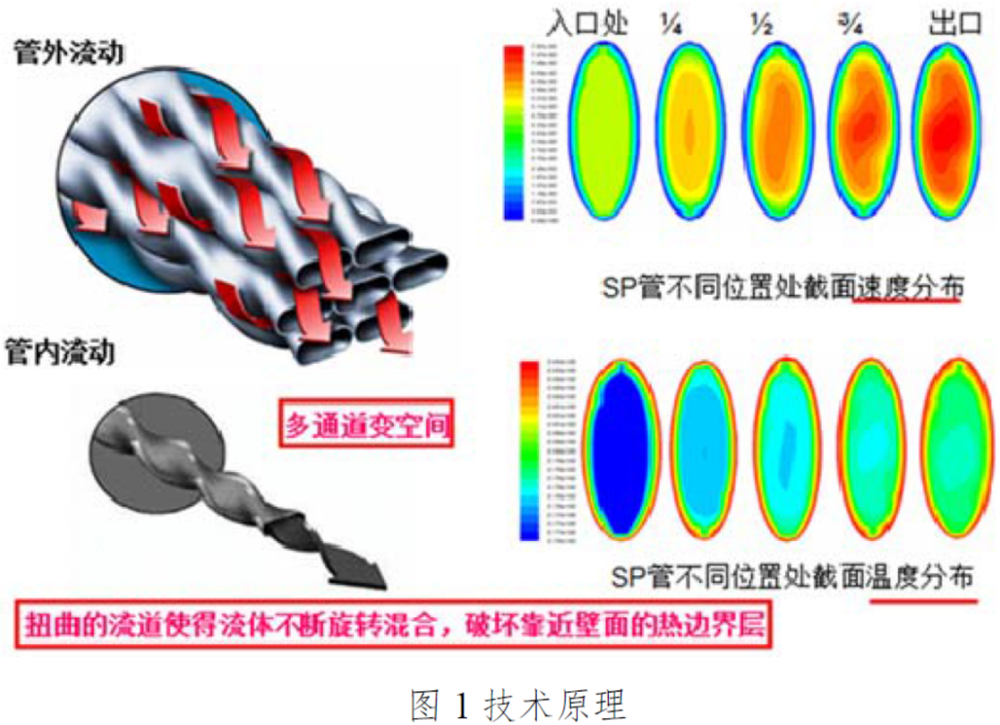 管外流动
入口处 ¼ ½ ¾ 出口
SP管不同位置处截面速度分布
管内流动
多通道变空间
SP管不同位置处截面温度分布
扭曲的流道使得流体不断旋转混合，破坏靠近壁面的热边界层
图 1 技术原理